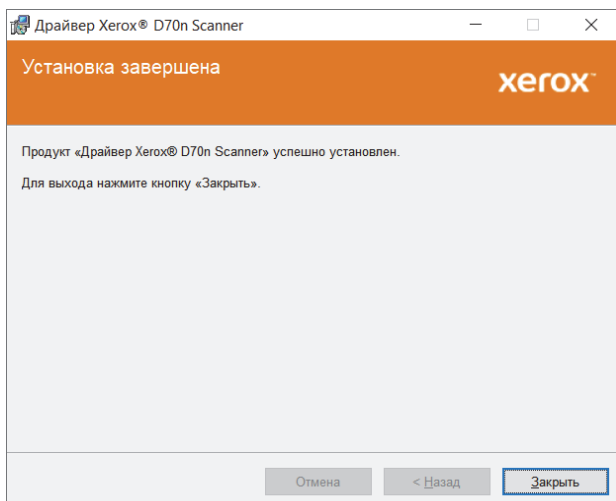 Драйвер Xerox® D70n Scanner
Установка завершена
xerox™
Продукт «Драйвер Xerox® D70n Scanner» успешно установлен.
Для выхода нажмите кнопку «Закрыть».
Отмена
< Назад
Закрыть